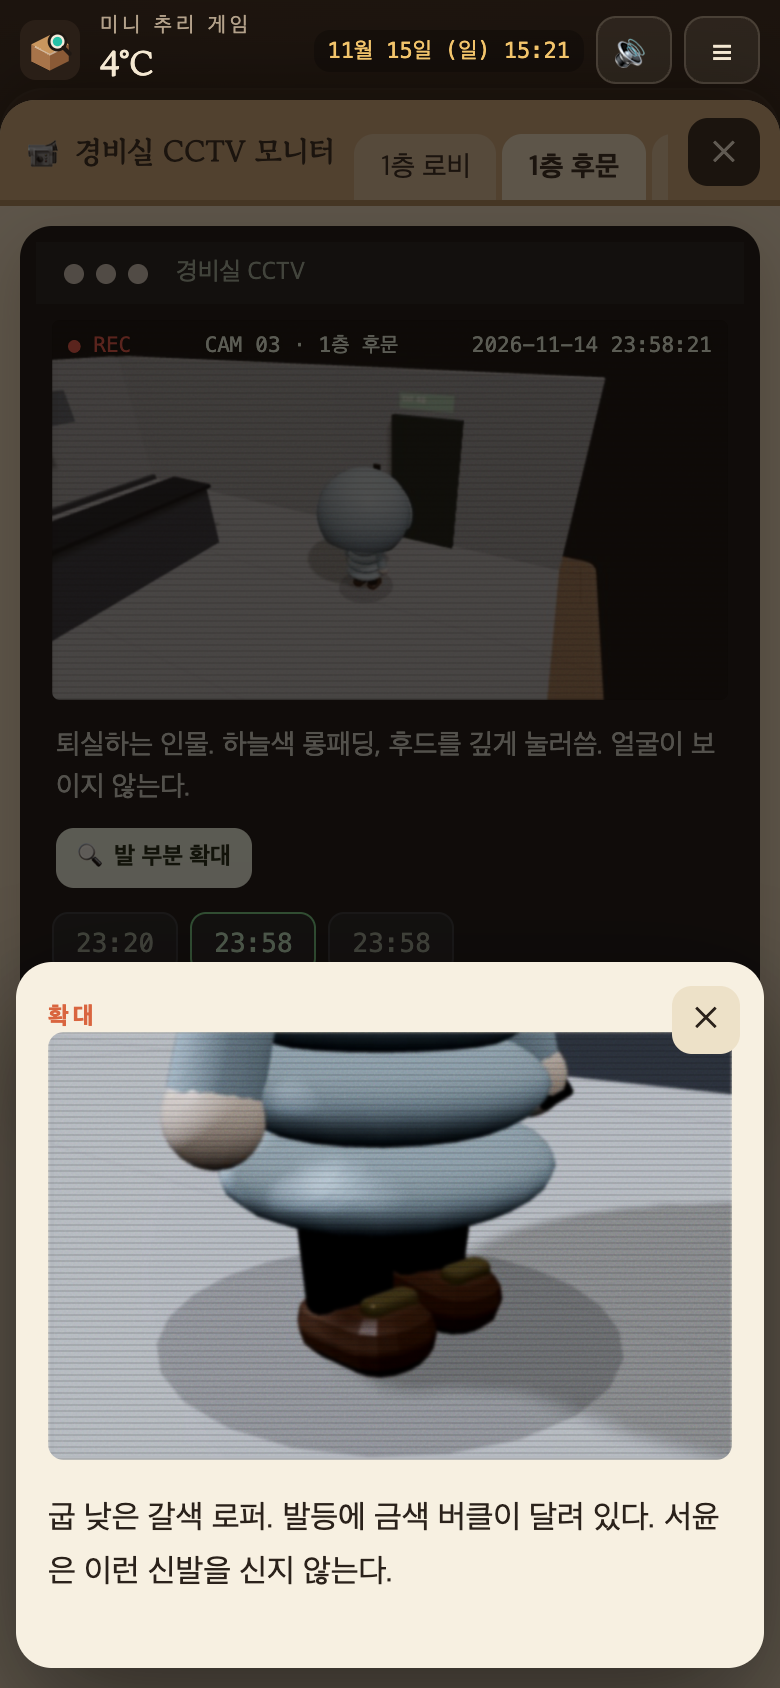 미니 추리 게임
4°C
11월 15일 (일) 15:21
경비실 CCTV 모니터
1층 로비
1층 후문
경비실 CCTV
REC
CAM 03 · 1층 후문
2026-11-14 23:58:21
퇴실하는 인물. 하늘색 롱패딩, 후드를 깊게 눌러씀. 얼굴이 보
이지 않는다.
발 부분 확대
23:20
23:58
23:58
확대
굽 낮은 갈색 로퍼. 발등에 금색 버클이 달려 있다. 서윤
은 이런 신발을 신지 않는다.